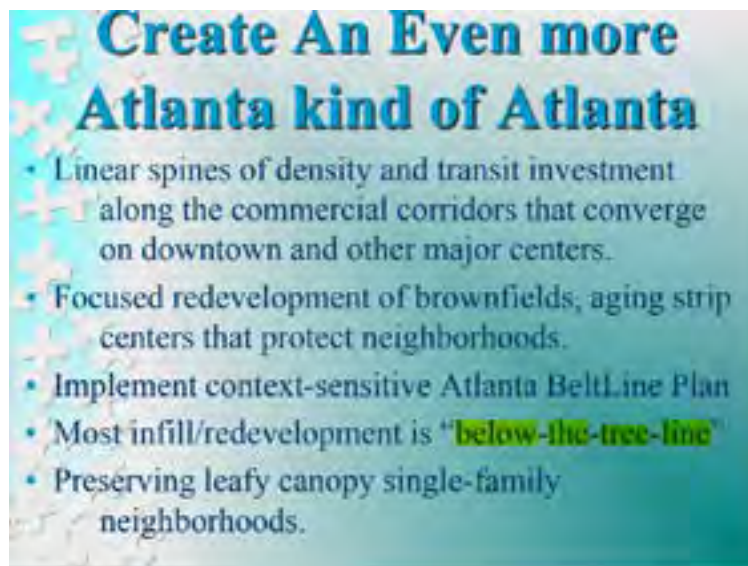 Create An Even more
Atlanta kind of Atlanta
• Linear spines of density and transit investment
along the commercial corridors that converge
on downtown and other major centers.
• Focused redevelopment of brownfields, aging strip
centers that protect neighborhoods.
• Implement context-sensitive Atlanta BeltLine Plan
• Most infill/redevelopment is “below-the-tree-line”
• Preserving leafy canopy single-family
neighborhoods.